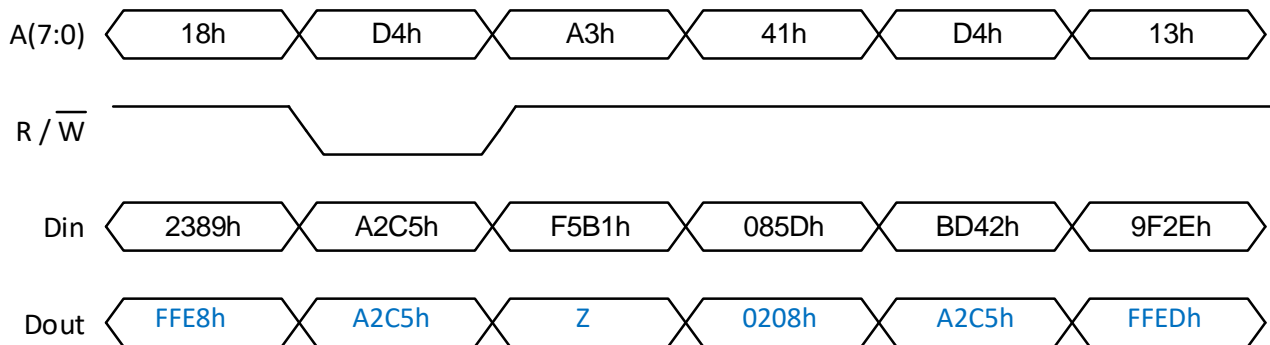 A(7:0) 18h D4h A3h 41h D4h 13h
R / W̅
Din 2389h A2C5h F5B1h 085Dh BD42h 9F2Eh
Dout FFE8h A2C5h Z 0208h A2C5h FFEDh